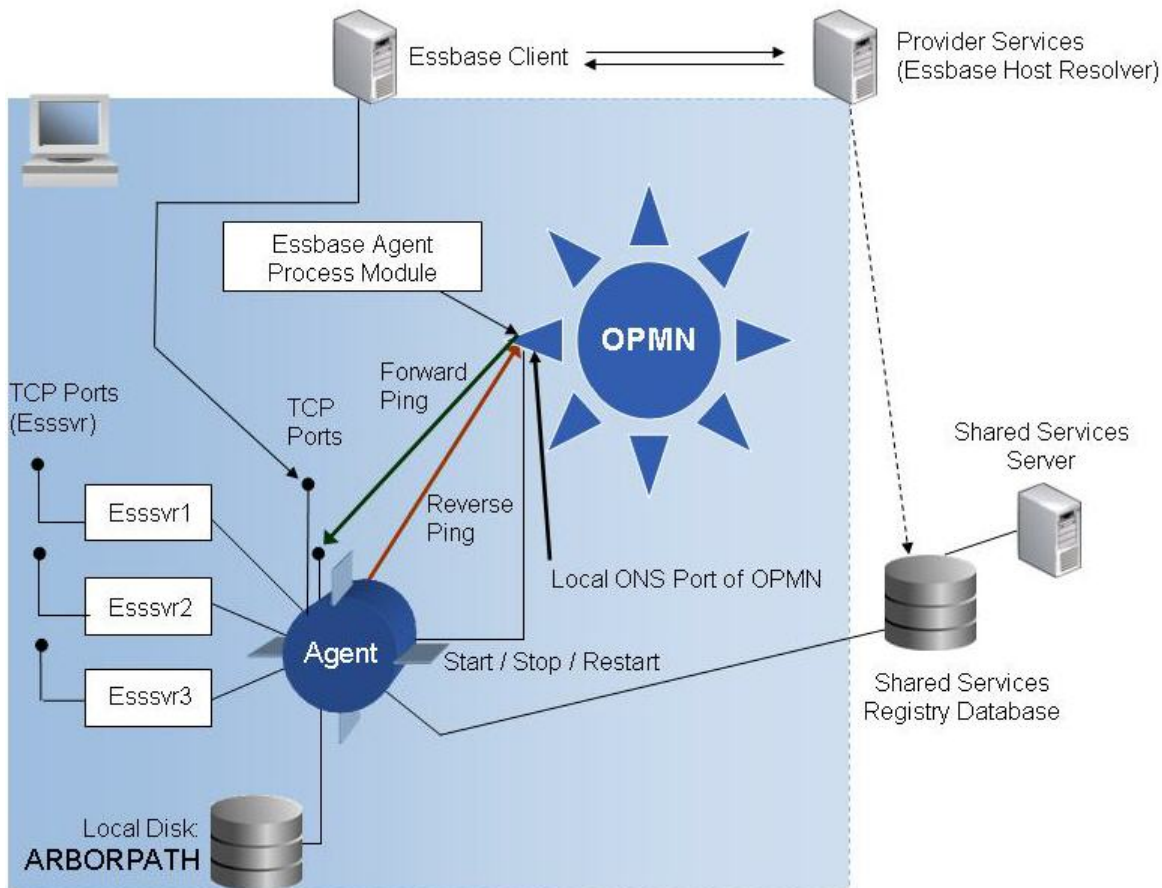 Essbase Client
Provider Services
(Essbase Host Resolver)
Essbase Agent
Process Module
OPMN
Forward
Ping
TCP Ports
(Esssvr)
TCP
Ports
Shared Services
Server
Reverse
Ping
Esssvr1
Local ONS Port of OPMN
Esssvr2
Agent
Start / Stop / Restart
Esssvr3
Shared Services
Registry Database
Local Disk:
ARBORPATH